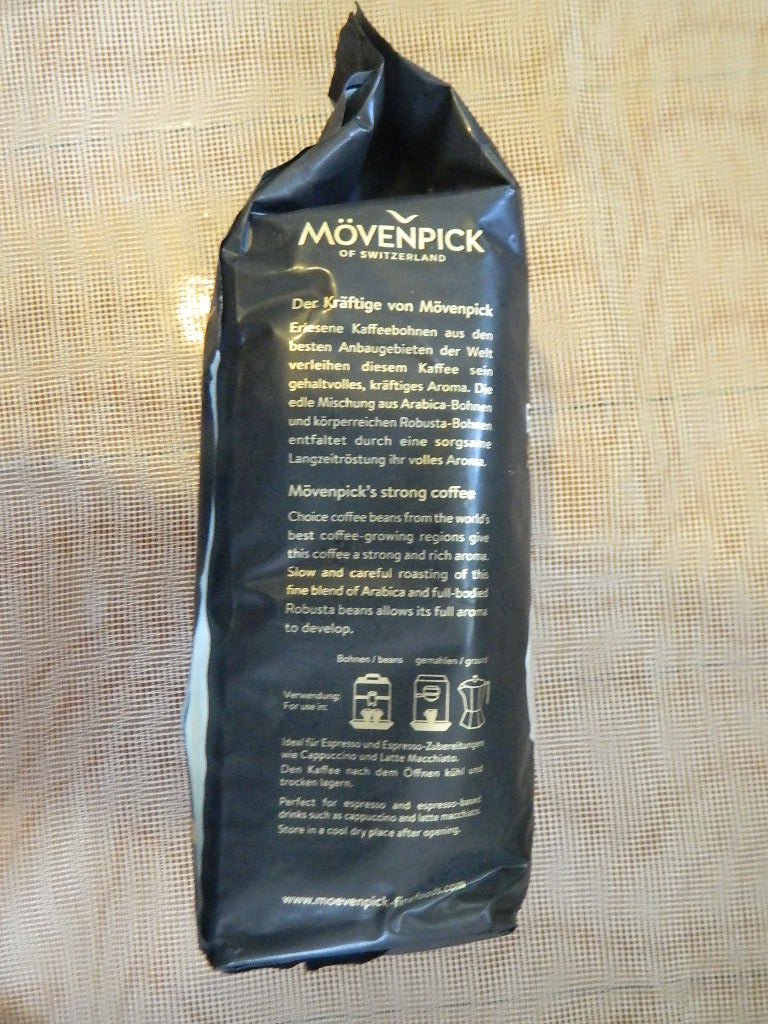 MÖVENPICK
OF SWITZERLAND
Der Kräftige von Mövenpick
Erlesene Kaffeebohnen aus den
besten Anbaugebieten der Welt
verleihen diesem Kaffee sein
gehaltvolles, kräftiges Aroma. Die
edle Mischung aus Arabica-Bohnen
und körperreichen Robusta-Bohnen
entfaltet durch eine sorgsame
Langzeitröstung ihr volles Aroma.
Mövenpick's strong coffee
Choice coffee beans from the world's
best coffee-growing regions give
this coffee a strong and rich aroma.
Slow and careful roasting of this
fine blend of Arabica and full-bodied
Robusta beans allows its full aroma
to develop.
Bohnen / beans gemahlen / ground
Verwendung:
For use in:
Ideal für Espresso und Espresso-Zubereitungen
wie Cappuccino und Latte Macchiato.
Den Kaffee nach dem Öffnen kühl und
trocken lagern.
Perfect for espresso and espresso-based
drinks such as cappuccino and latte macchiato.
Store in a cool dry place after opening.
www.moevenpick-finefoods.com